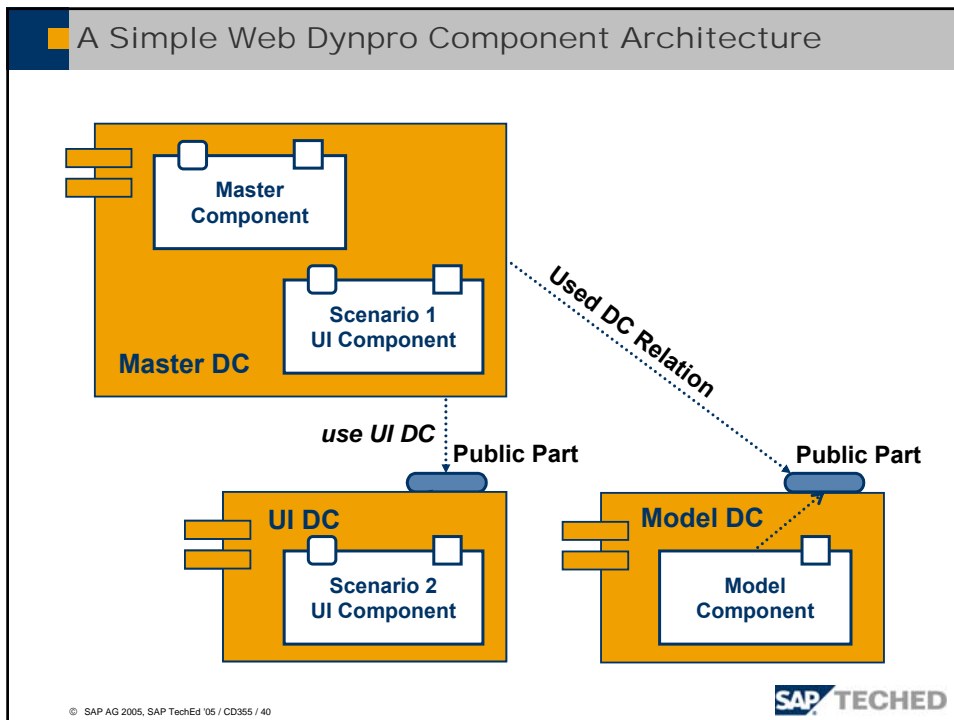 A Simple Web Dynpro Component Architecture
Master
Component
Scenario 1
UI Component
Master DC
Used DC Relation
use UI DC
Public Part
Public Part
UI DC
Scenario 2
UI Component
Model DC
Model
Component
© SAP AG 2005, SAP TechEd '05 / CD355 / 40
SAP TECHED